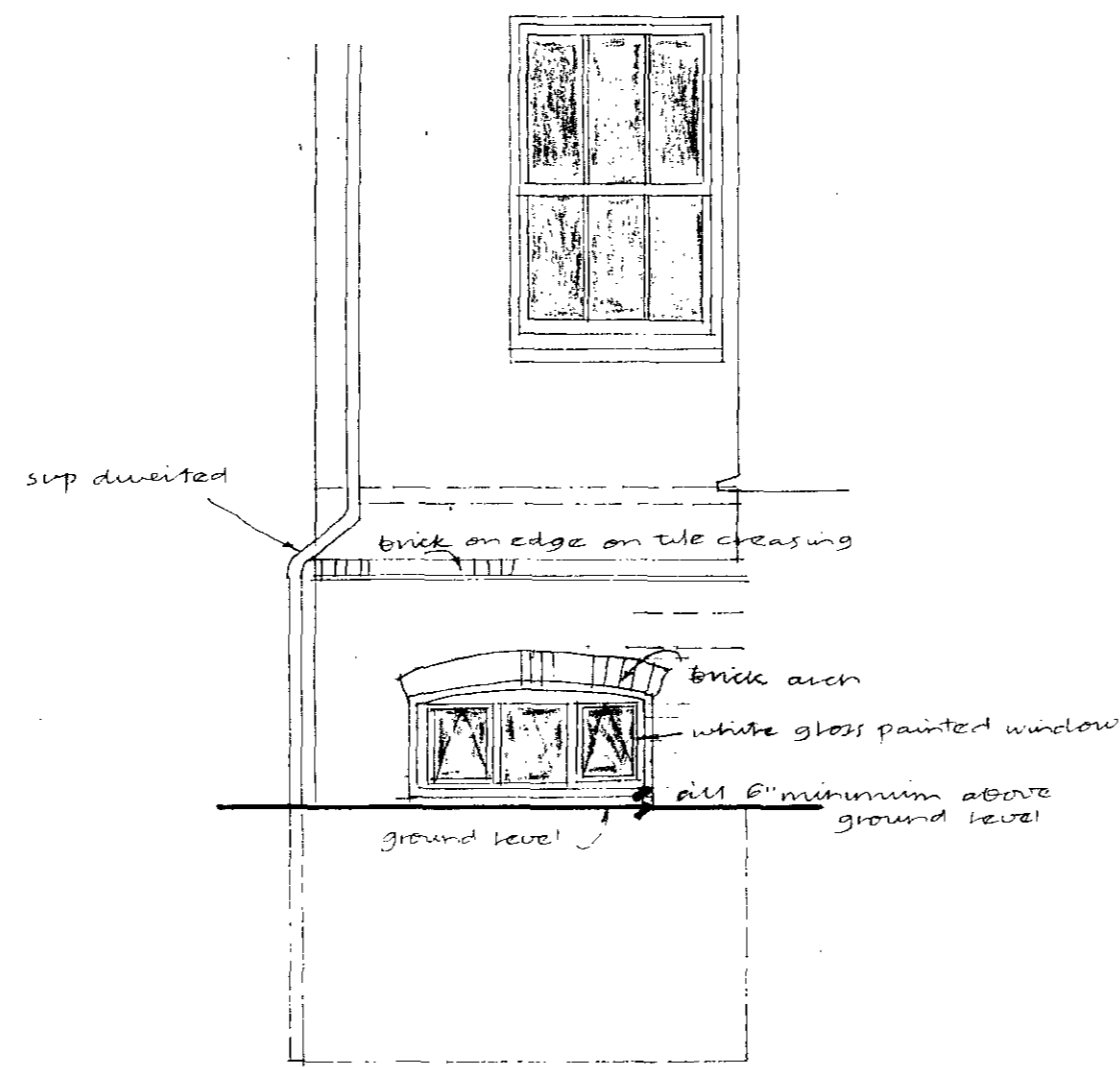 svp diverted
brick on edge on tile creasing
brick arch
white gloss painted window
cill 6" minimum above
ground level
ground level